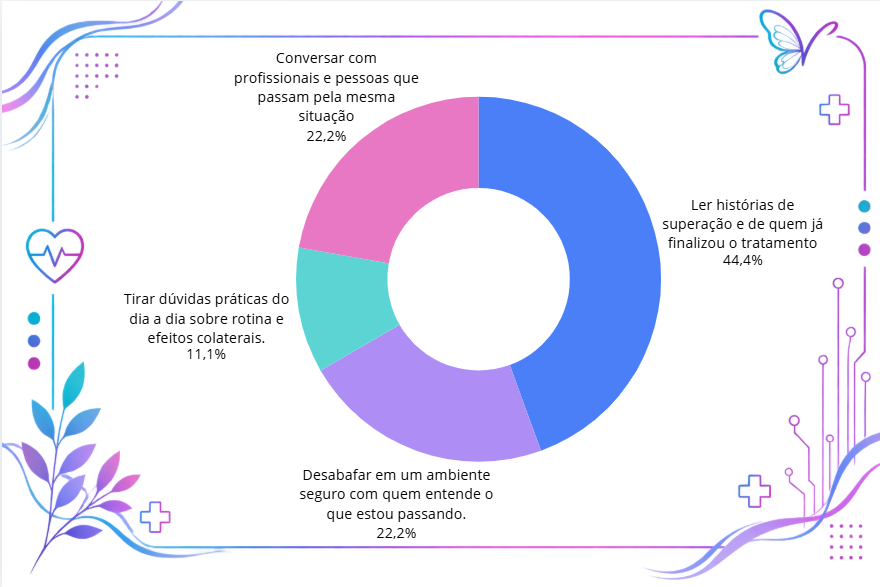 Conversar com
profissionais e pessoas que
passam pela mesma
situação
22,2%
Ler histórias de
superação e de quem já
finalizou o tratamento
44,4%
Tirar dúvidas práticas do
dia a dia sobre rotina e
efeitos colaterais.
11,1%
Desabafar em um ambiente
seguro com quem entende o
que estou passando.
22,2%